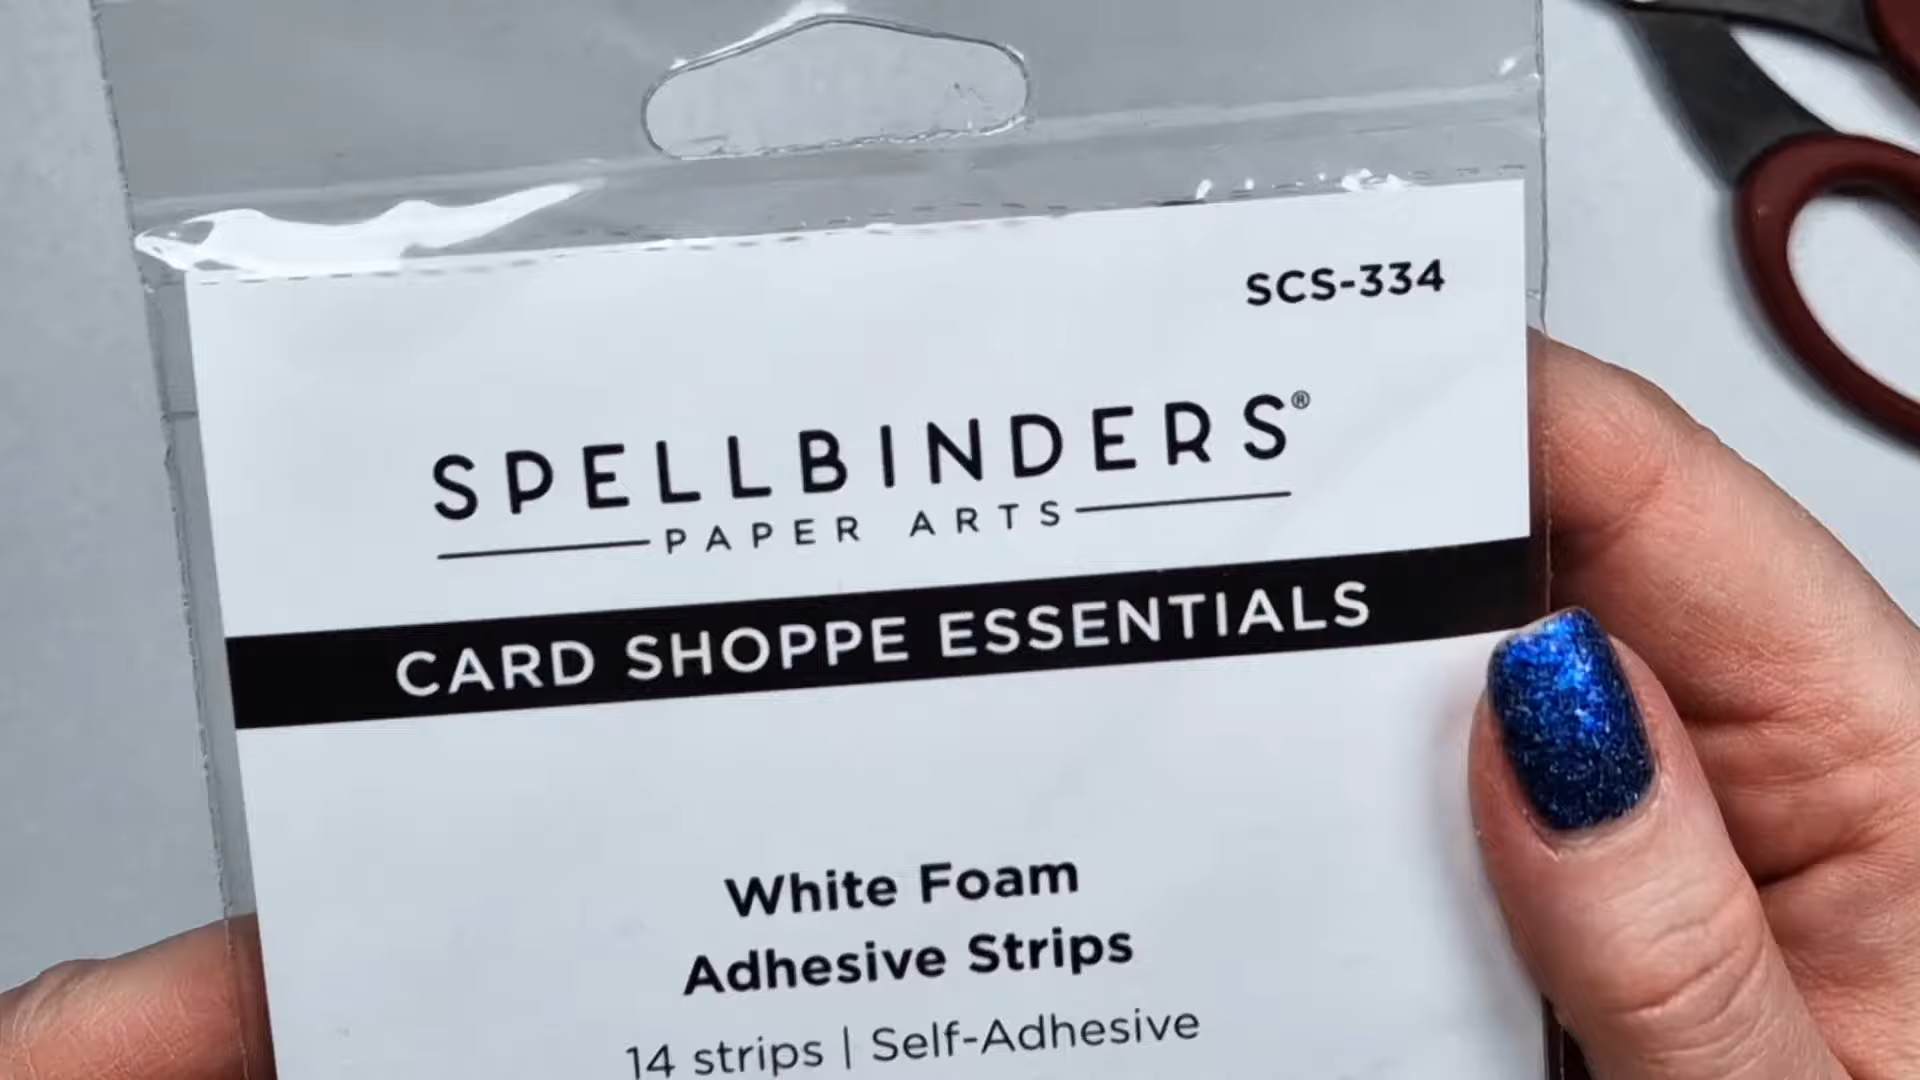 SCS-334
SPELLBINDERS®
PAPER ARTS
CARD SHOPPE ESSENTIALS
White Foam
Adhesive Strips
14 strips | Self-Adhesive